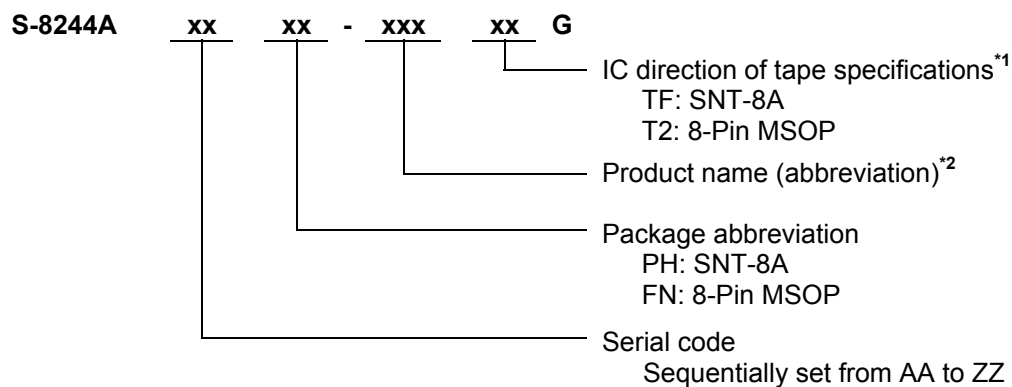 S-8244A xx xx - xxx xx G
IC direction of tape specifications*1
TF: SNT-8A
T2: 8-Pin MSOP
Product name (abbreviation)*2
Package abbreviation
PH: SNT-8A
FN: 8-Pin MSOP
Serial code
Sequentially set from AA to ZZ